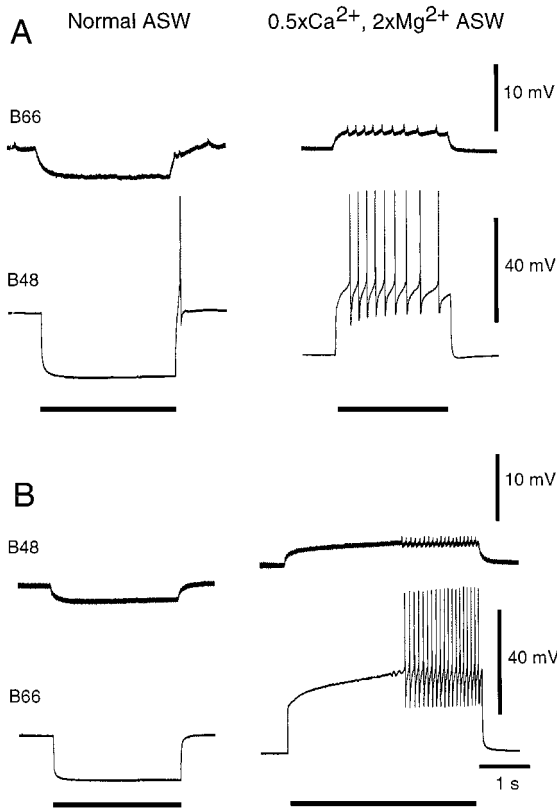 A
Normal ASW
0.5xCa2+, 2xMg2+ ASW
B66
10 mV
B48
40 mV
B
B48
10 mV
B66
40 mV
1 s